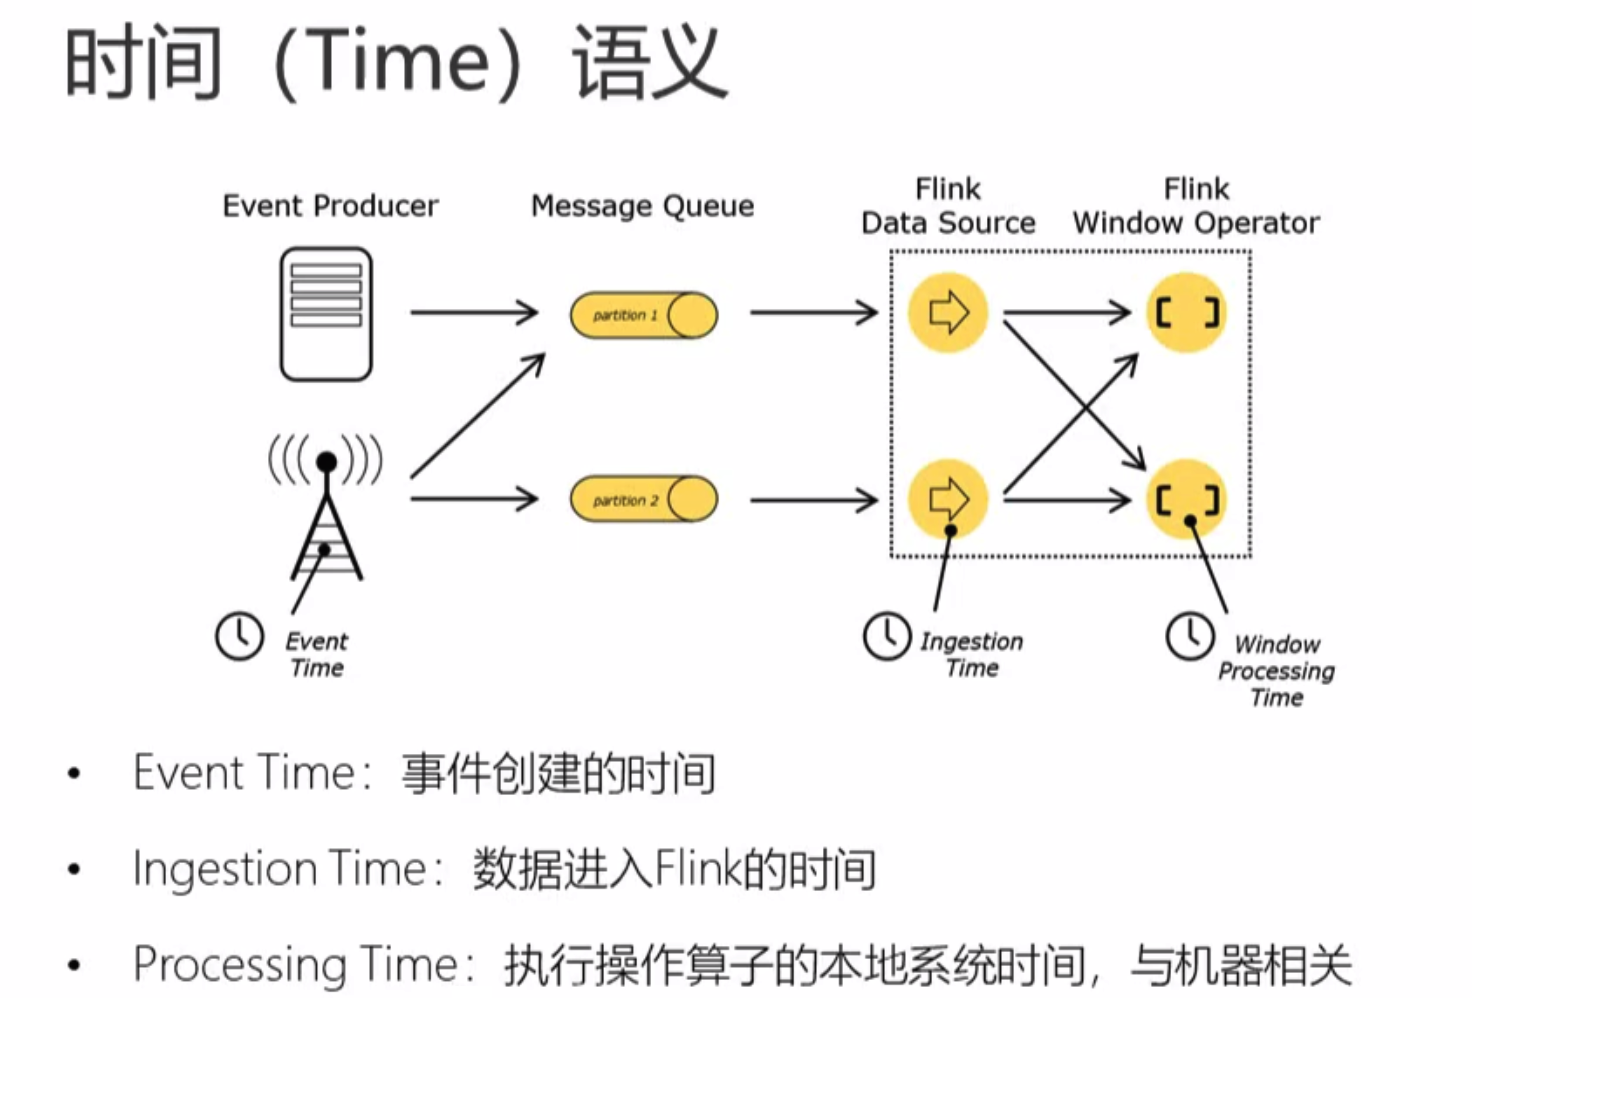 时间（Time）语义
Event Producer
Message Queue
Flink
Data Source
Flink
Window Operator
partition 1
partition 2
Event
Time
Ingestion
Time
Window
Processing
Time
• Event Time：事件创建的时间
• Ingestion Time：数据进入Flink的时间
• Processing Time：执行操作算子的本地系统时间，与机器相关